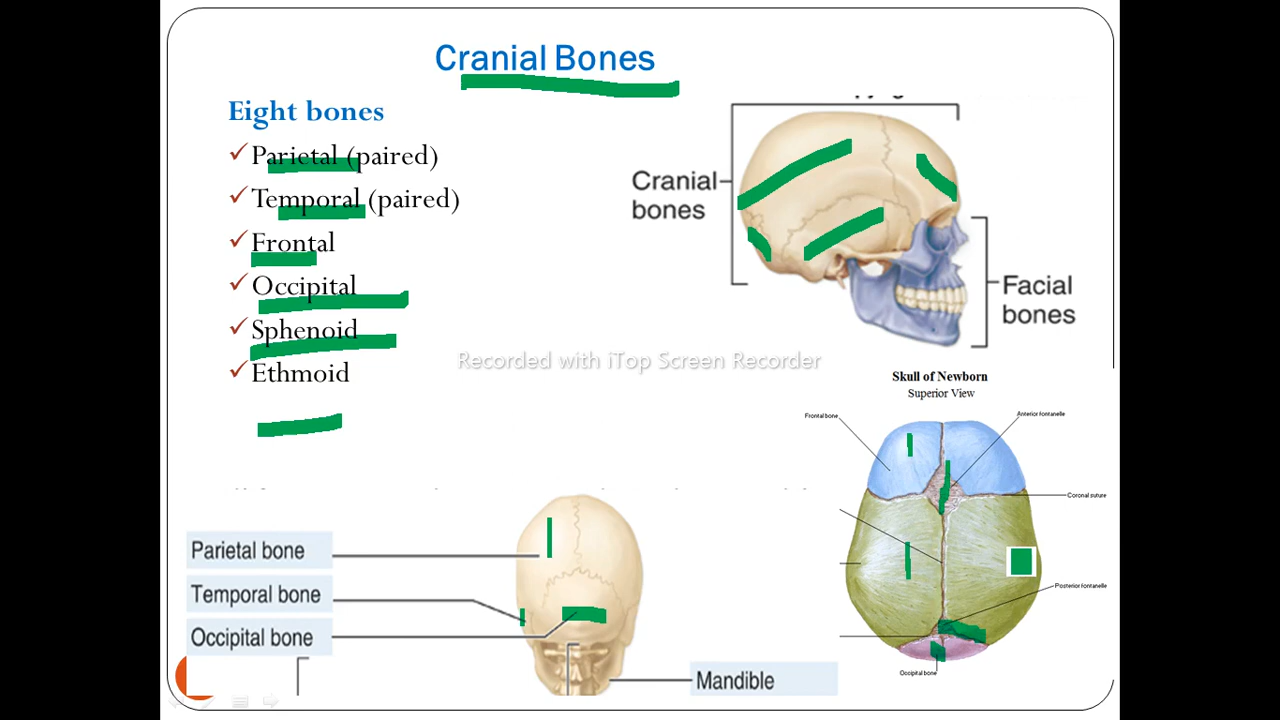 Cranial Bones
Eight bones
Parietal (paired)
Temporal (paired)
Frontal
Occipital
Sphenoid
Ethmoid
Cranial
bones
Facial
bones
Recorded with iTop Screen Recorder
Skull of Newborn
Superior View
Frontal bone
Anterior fontanelle
Coronal suture
Posterior fontanelle
Occipital bone
Parietal bone
Temporal bone
Occipital bone
Mandible